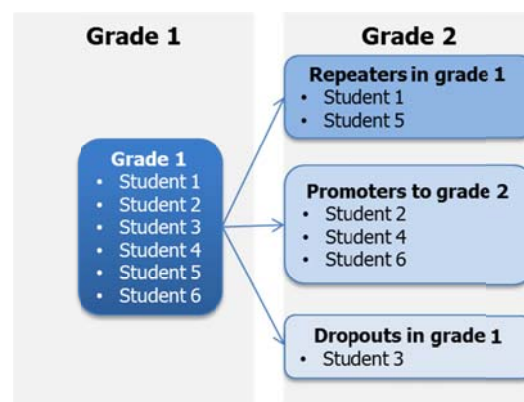 Grade 1
Grade 1
• Student 1
• Student 2
• Student 3
• Student 4
• Student 5
• Student 6
Grade 2
Repeaters in grade 1
• Student 1
• Student 5
Promoters to grade 2
• Student 2
• Student 4
• Student 6
Dropouts in grade 1
• Student 3